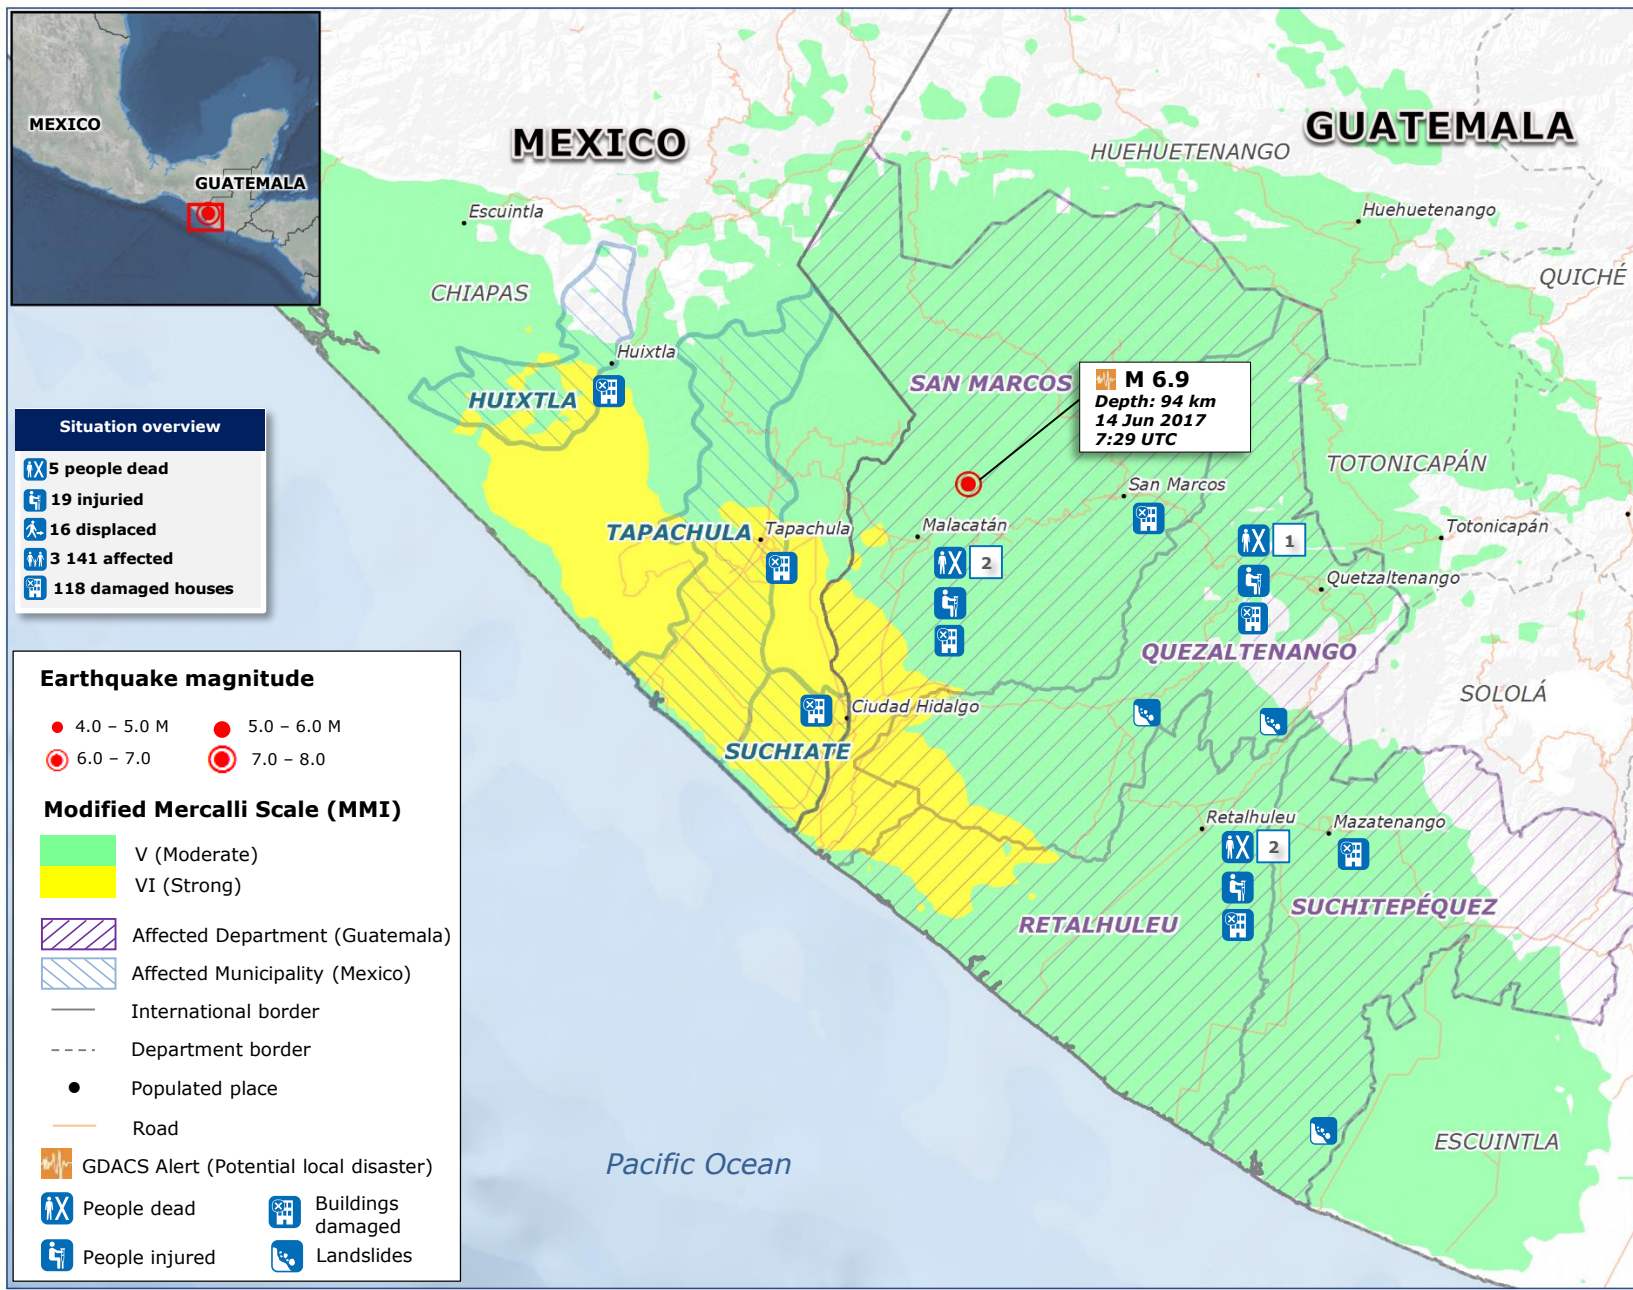 MEXICO
GUATEMALA
MEXICO
GUATEMALA
HUEHUETENANGO
Escuintla
Huehuetenango
CHIAPAS
QUICHÉ
Huixtla
HUIXTLA
SAN MARCOS
M 6.9
Depth: 94 km
14 Jun 2017
7:29 UTC
TOTONICAPÁN
San Marcos
Totonicapán
TAPACHULA
Tapachula
Malacatán
2
1
Quetzaltenango
QUEZALTENANGO
SOLOLÁ
Ciudad Hidalgo
SUCHIATE
Retalhuleu
2
Mazatenango
RETALHULEU
SUCHITEPÉQUEZ
ESCUINTLA
Pacific Ocean
Situation overview
5 people dead
19 injuried
16 displaced
3 141 affected
118 damaged houses
Earthquake magnitude
4.0 – 5.0 M
5.0 – 6.0 M
6.0 – 7.0
7.0 – 8.0
Modified Mercalli Scale (MMI)
V (Moderate)
VI (Strong)
Affected Department (Guatemala)
Affected Municipality (Mexico)
International border
Department border
Populated place
Road
GDACS Alert (Potential local disaster)
People dead
Buildings
damaged
People injured
Landslides